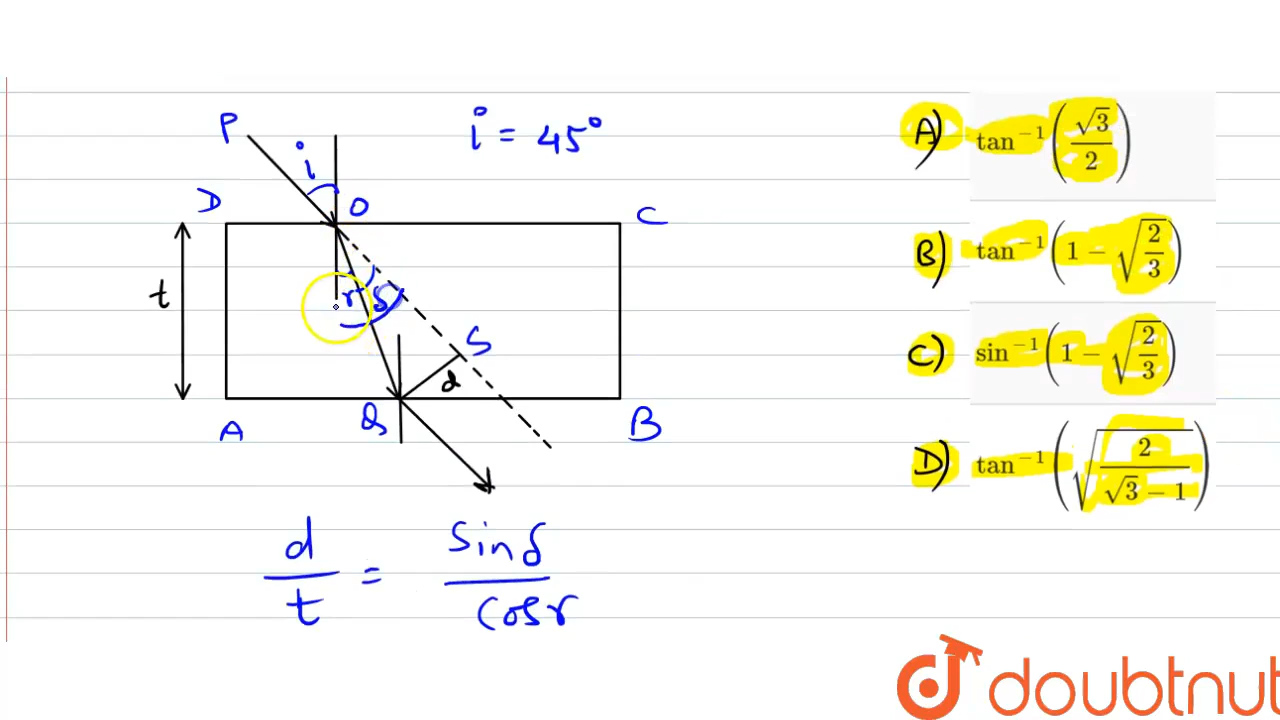 P
i
i = 45°
D
O
C
t
r
δ
S
d
A
Q
B
d/t = sinδ/cosr
A) tan⁻¹(√3/2)
B) tan⁻¹(1 − √(2/3))
C) sin⁻¹(1 − √(2/3))
D) tan⁻¹(√(2/(√3 − 1)))
doubtnut